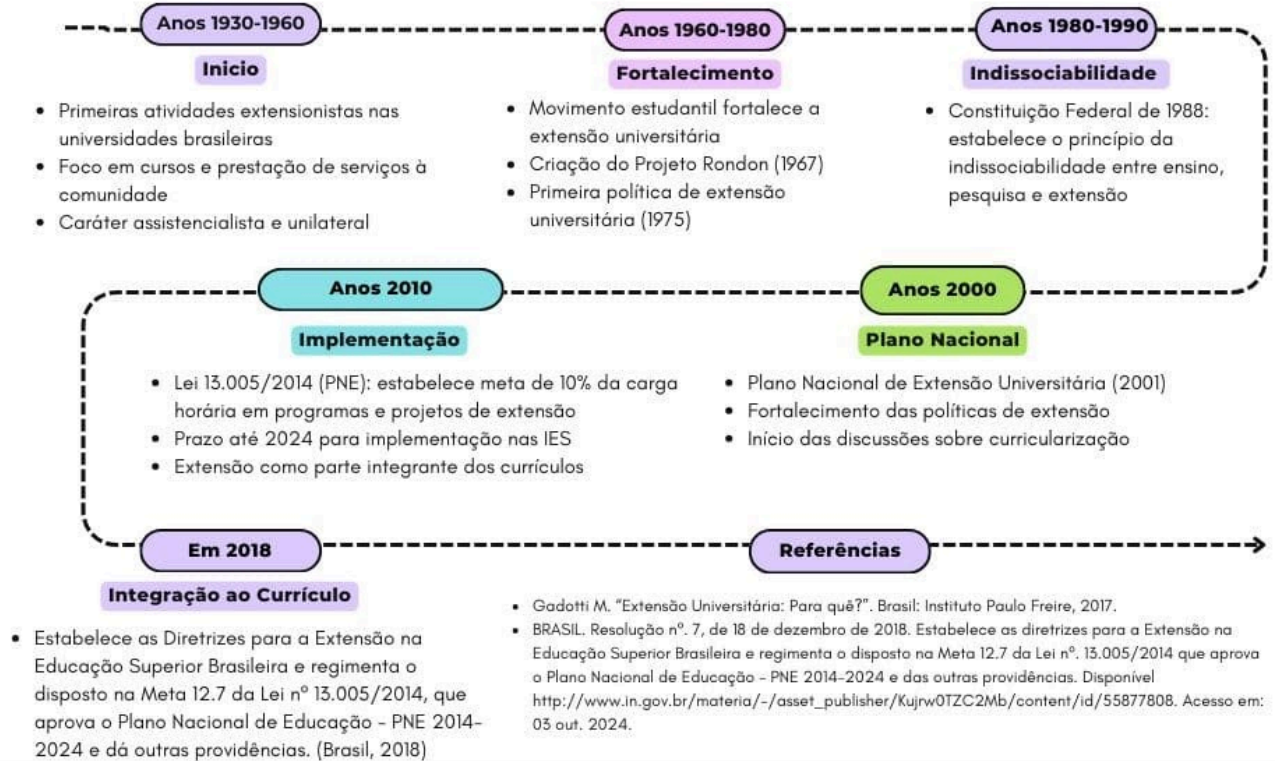 Anos 1930-1960
Inicio
• Primeiras atividades extensionistas nas
universidades brasileiras
• Foco em cursos e prestação de serviços à
comunidade
• Caráter assistencialista e unilateral
Anos 1960-1980
Fortalecimento
• Movimento estudantil fortalece a
extensão universitária
• Criação do Projeto Rondon (1967)
• Primeira política de extensão
universitária (1975)
Anos 1980-1990
Indissociabilidade
• Constituição Federal de 1988:
estabelece o princípio da
indissociabilidade entre ensino,
pesquisa e extensão
Anos 2000
Plano Nacional
• Plano Nacional de Extensão Universitária (2001)
• Fortalecimento das políticas de extensão
• Início das discussões sobre curricularização
Anos 2010
Implementação
• Lei 13.005/2014 (PNE): estabelece meta de 10% da carga
horária em programas e projetos de extensão
• Prazo até 2024 para implementação nas IES
• Extensão como parte integrante dos currículos
Em 2018
Integração ao Currículo
• Estabelece as Diretrizes para a Extensão na
Educação Superior Brasileira e regimenta o
disposto na Meta 12.7 da Lei nº 13.005/2014, que
aprova o Plano Nacional de Educação - PNE 2014-
2024 e dá outras providências. (Brasil, 2018)
Referências
• Gadotti M. "Extensão Universitária: Para quê?". Brasil: Instituto Paulo Freire, 2017.
• BRASIL. Resolução nº. 7, de 18 de dezembro de 2018. Estabelece as diretrizes para a Extensão na
Educação Superior Brasileira e regimenta o disposto na Meta 12.7 da Lei nº. 13.005/2014 que aprova
o Plano Nacional de Educação - PNE 2014-2024 e das outras providências. Disponível
http://www.in.gov.br/materia/-/asset_publisher/Kujrw0TZC2Mb/content/id/55877808. Acesso em:
03 out. 2024.